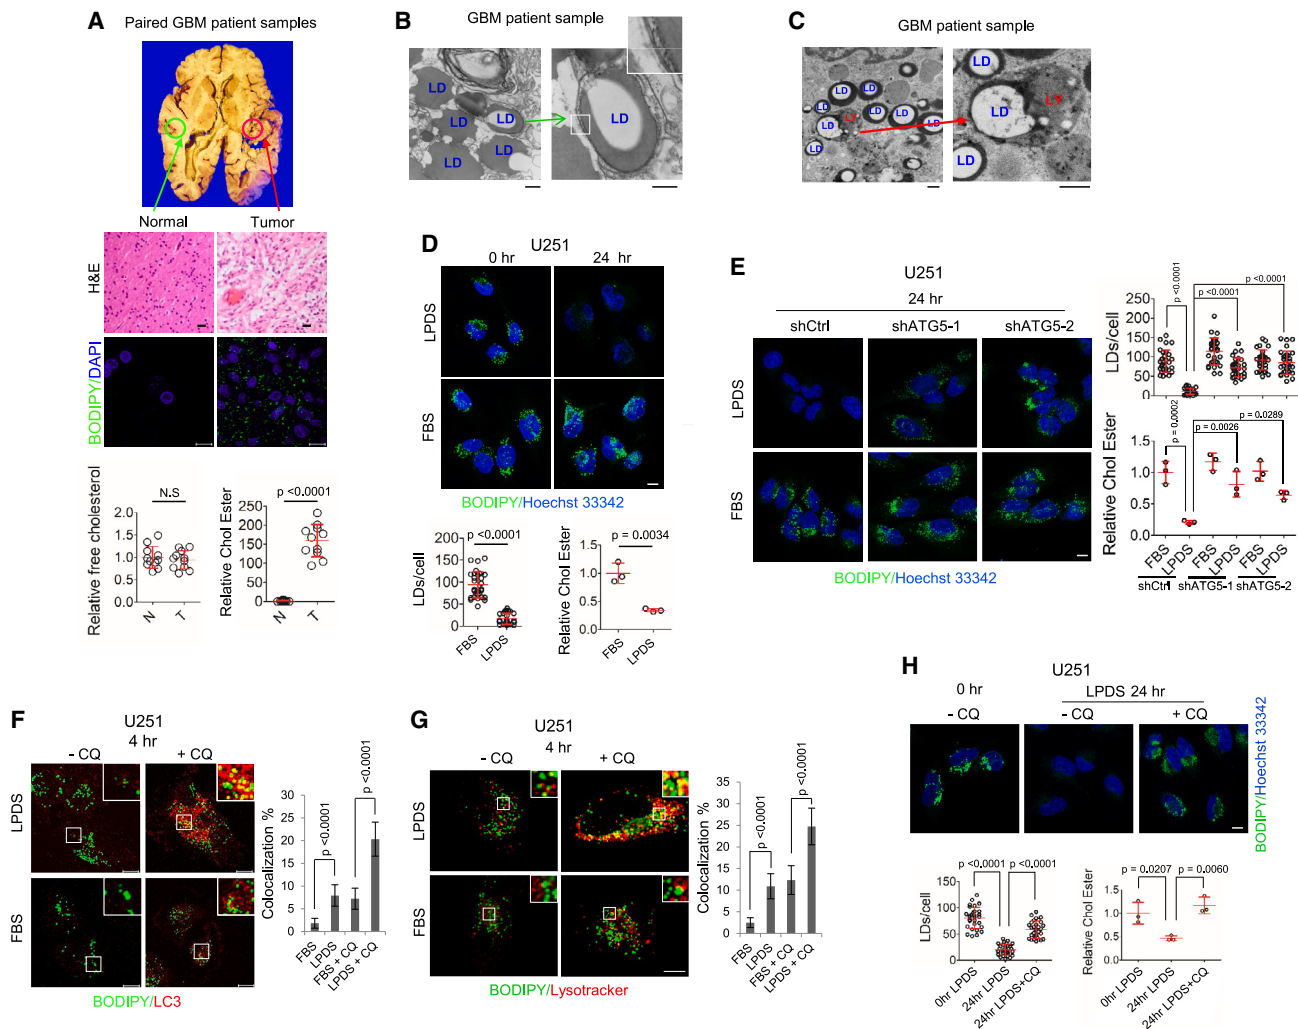 A
Paired GBM patient samples
Normal
Tumor
H&E
BODIPY/DAPI
Relative free cholesterol
2.0
1.5
1.0
0.5
0.0
N.S
N
T
Relative Chol Ester
250
200
150
100
50
0
p <0.0001
N
T
B
GBM patient sample
LD
LD
LD
LD
LD
LD
LD
C
GBM patient sample
LD
LD
LD
LD
LD
LD
LD
LD
LY
LD
LD
LD
LY
D
U251
0 hr
24 hr
LPDS
FBS
BODIPY/Hoechst 33342
LDs/cell
200
150
100
50
0
p <0.0001
FBS
LPDS
Relative Chol Ester
1.5
1.0
0.5
0.0
p = 0.0034
FBS
LPDS
E
U251
24 hr
shCtrl
shATG5-1
shATG5-2
LPDS
FBS
BODIPY/Hoechst 33342
LDs/cell
250
200
150
100
50
0
p <0.0001
p <0.0001
p <0.0001
Relative Chol Ester
1.5
1.0
0.5
0.0
p = 0.0002
p = 0.0026
p = 0.0289
FBS
LPDS
FBS
LPDS
FBS
LPDS
shCtrl
shATG5-1
shATG5-2
F
U251
4 hr
- CQ
+ CQ
LPDS
FBS
BODIPY/LC3
Colocalization %
30
25
20
15
10
5
0
p <0.0001
p <0.0001
FBS
LPDS
FBS + CQ
LPDS + CQ
G
U251
4 hr
- CQ
+ CQ
LPDS
FBS
BODIPY/Lysotracker
Colocalization %
30
25
20
15
10
5
0
p <0.0001
p <0.0001
FBS
LPDS
FBS + CQ
LPDS + CQ
H
U251
0 hr
LPDS 24 hr
- CQ
- CQ
+ CQ
BODIPY/Hoechst 33342
LDs/cell
200
150
100
50
0
p <0.0001
p <0.0001
0hr LPDS
24hr LPDS
24hr LPDS+CQ
Relative Chol Ester
1.5
1.0
0.5
0.0
p = 0.0207
p = 0.0060
0hr LPDS
24hr LPDS
24hr LPDS+CQ